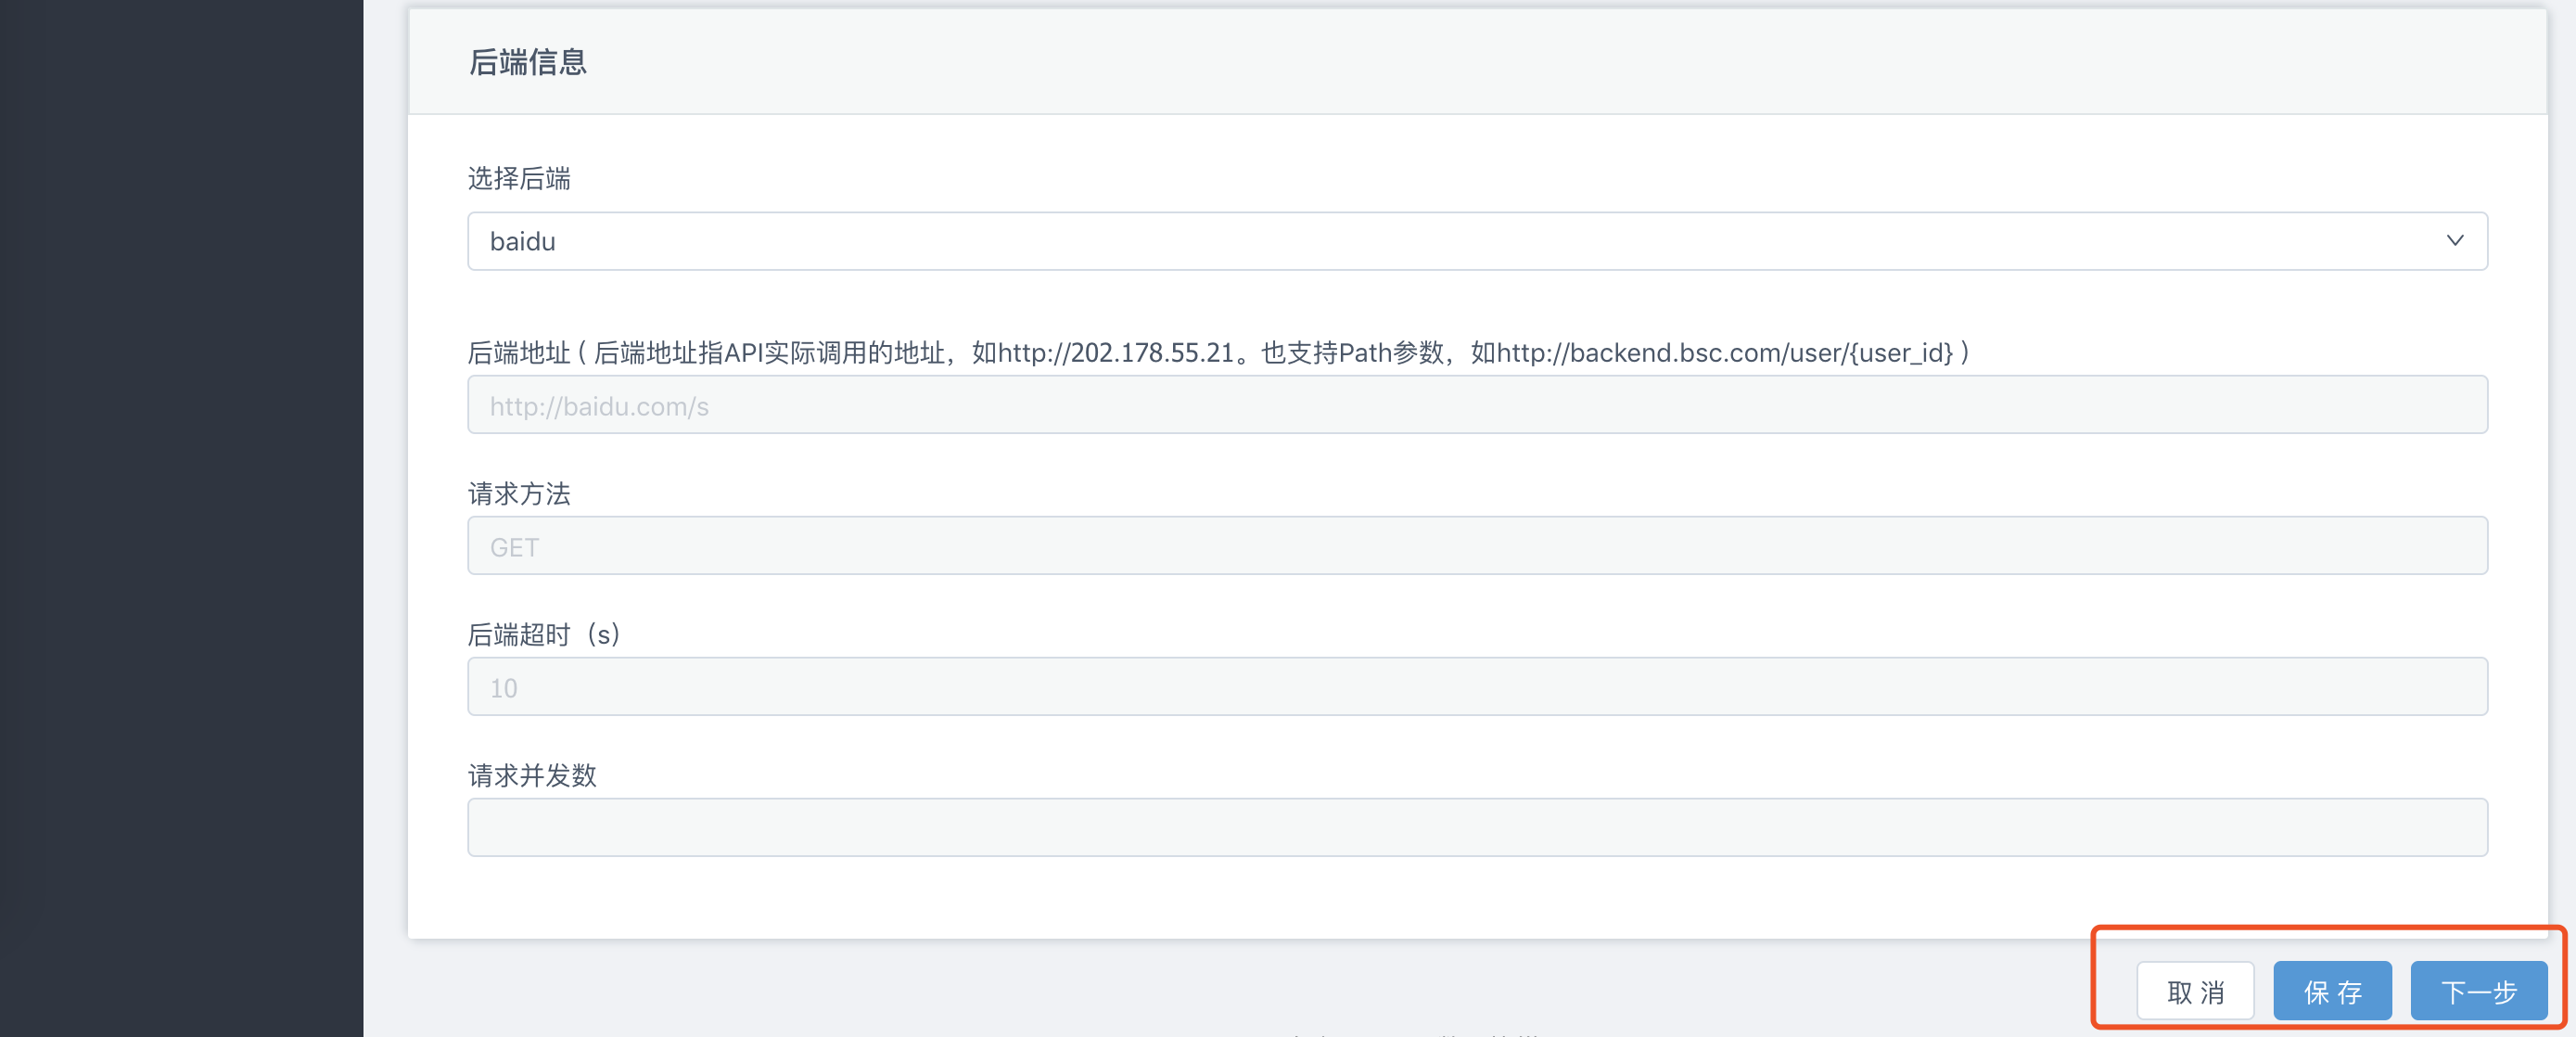 后端信息
选择后端
baidu
后端地址 ( 后端地址指API实际调用的地址，如http://202.178.55.21。也支持Path参数，如http://backend.bsc.com/user/{user_id} )
http://baidu.com/s
请求方法
GET
后端超时（s）
10
请求并发数
取 消 保 存 下一步